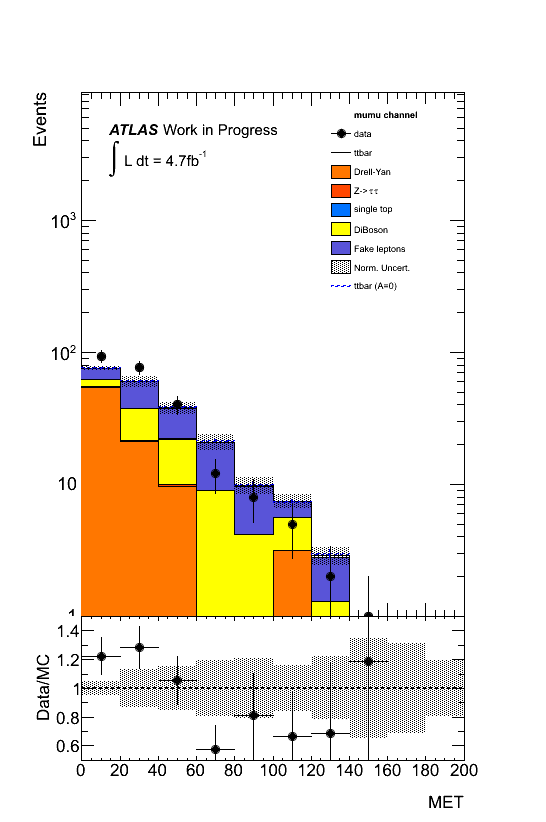 Events
ATLAS Work in Progress
∫ L dt = 4.7fb⁻¹
mumu channel
data
ttbar
Drell-Yan
Z->ττ
single top
DiBoson
Fake leptons
Norm. Uncert.
ttbar (A=0)
10³
10²
10
1
Data/MC
1.4
1.2
1
0.8
0.6
0 20 40 60 80 100 120 140 160 180 200
MET